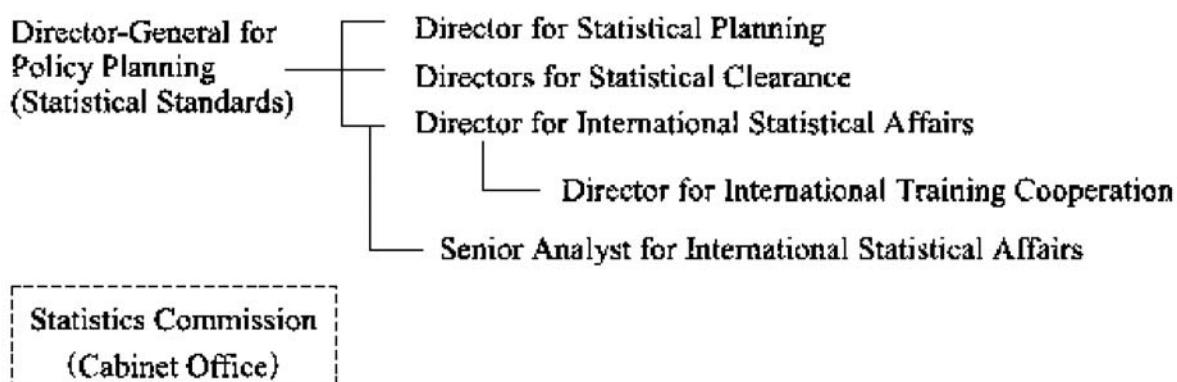 Director-General for
Policy Planning
(Statistical Standards)
Director for Statistical Planning
Directors for Statistical Clearance
Director for International Statistical Affairs
Director for International Training Cooperation
Senior Analyst for International Statistical Affairs
Statistics Commission
(Cabinet Office)